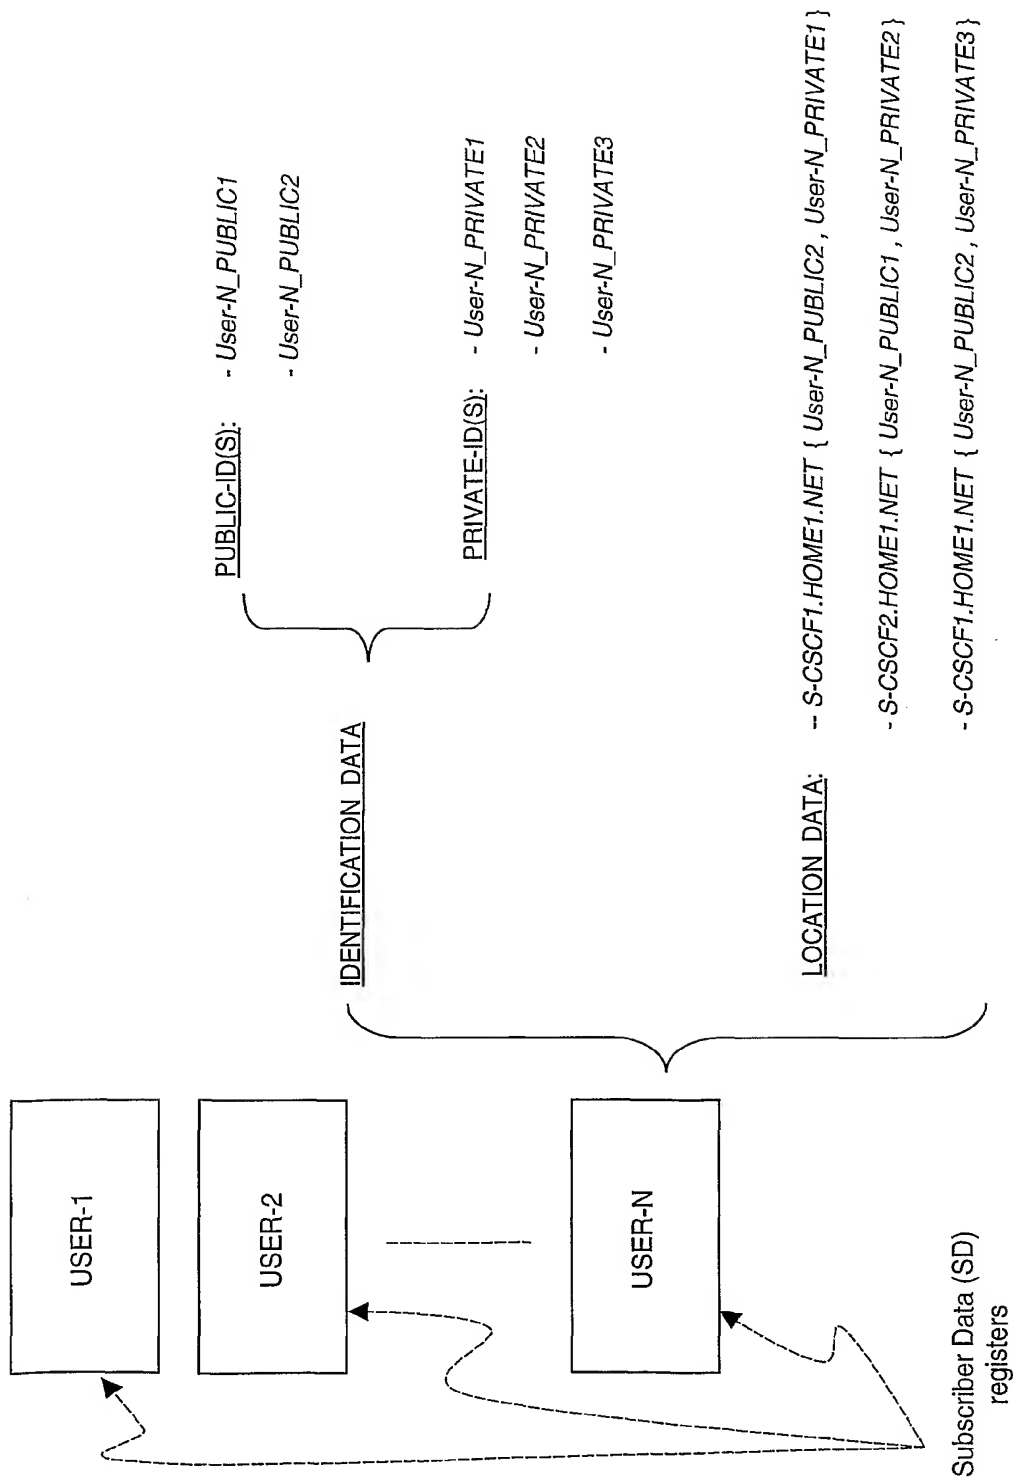 USER-1
USER-2
USER-N
Subscriber Data (SD)
registers
IDENTIFICATION DATA
PUBLIC-ID(S):
- User-N_PUBLIC1
- User-N_PUBLIC2
PRIVATE-ID(S):
- User-N_PRIVATE1
- User-N_PRIVATE2
- User-N_PRIVATE3
LOCATION DATA:
-- S-CSCF1.HOME1.NET { User-N_PUBLIC2 , User-N_PRIVATE1 }
- S-CSCF2.HOME1.NET { User-N_PUBLIC1 , User-N_PRIVATE2 }
- S-CSCF1.HOME1.NET { User-N_PUBLIC2 , User-N_PRIVATE3 }